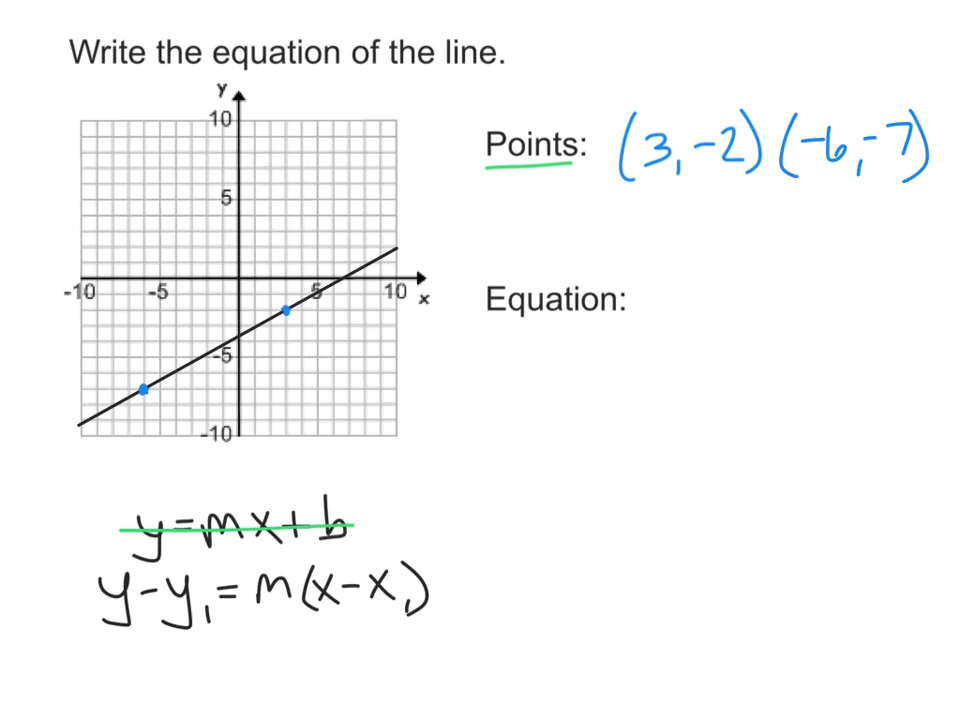 Write the equation of the line.
y
10
Points: (3,-2) (-6,-7)
5
-10 -5 5 10 x
Equation:
-5
-10
y=mx+b
y-y₁=m(x-x₁)